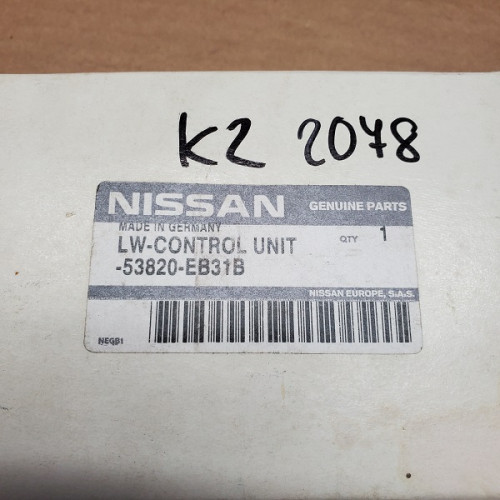 K2 2078
NISSAN GENUINE PARTS
MADE IN GERMANY
LW-CONTROL UNIT QTY 1
-53820-EB31B
NISSAN EUROPE, S.A.S.
NEGB1